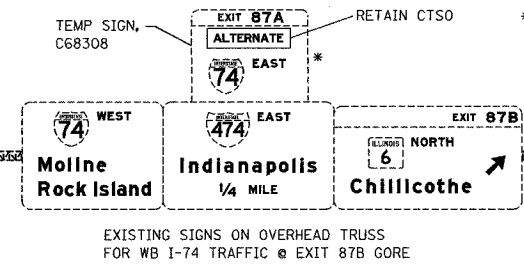 TEMP SIGN,
C68308
EXIT 87A
RETAIN CTSO
ALTERNATE
INTERSTATE
74
EAST
*
*
INTERSTATE
74
WEST
Moline
Rock Island
INTERSTATE
474
EAST
Indianapolis
1/4 MILE
EXIT 87B
ILLINOIS
6
NORTH
Chillicothe
EXISTING SIGNS ON OVERHEAD TRUSS
FOR WB I-74 TRAFFIC @ EXIT 87B GORE